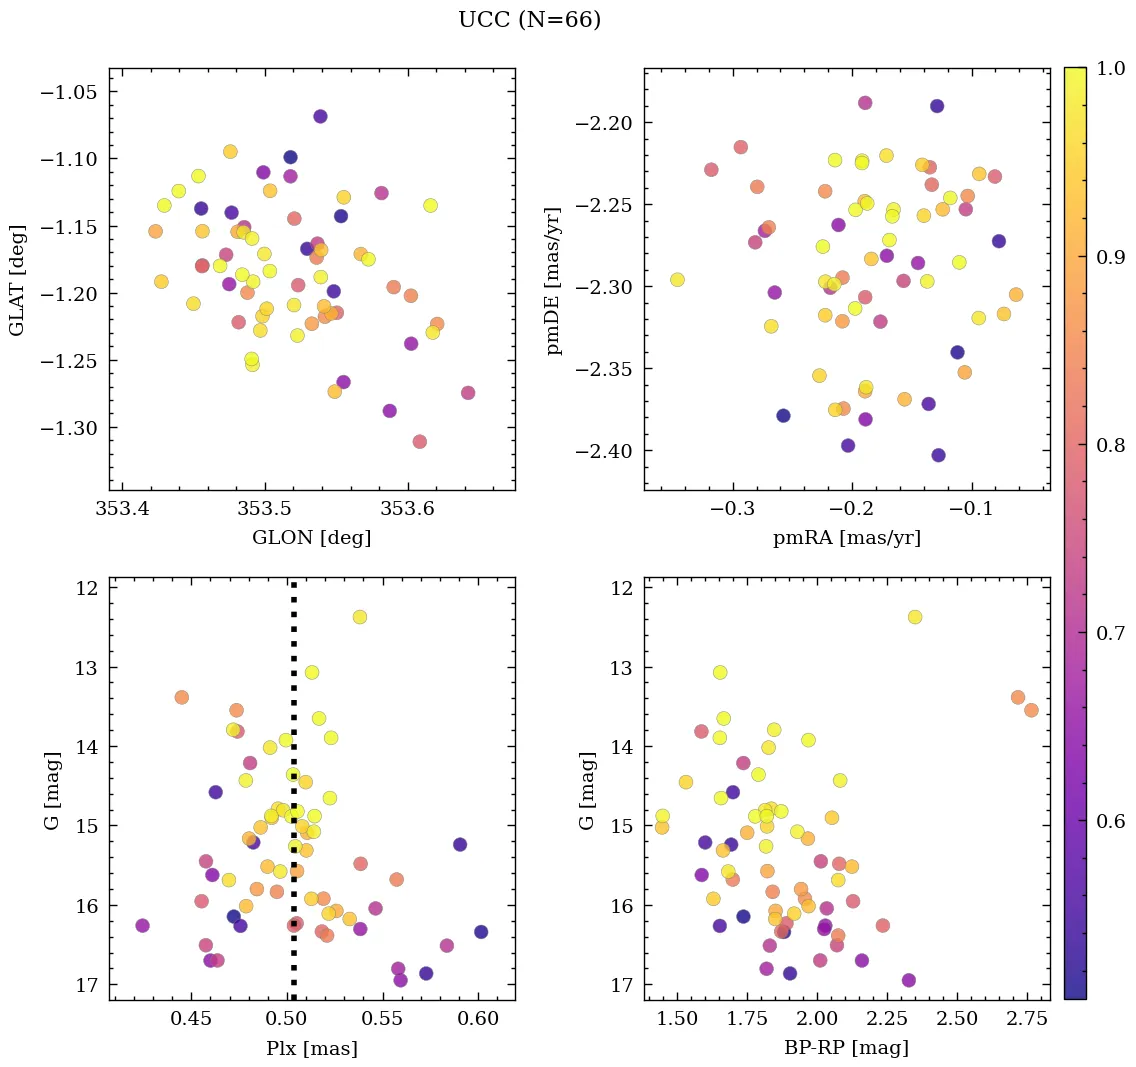 UCC (N=66)
−1.05
−1.10
−1.15
−1.20
−1.25
−1.30
GLAT [deg]
353.4 353.5 353.6
GLON [deg]
−2.20
−2.25
−2.30
−2.35
−2.40
pmDE [mas/yr]
−0.3 −0.2 −0.1
pmRA [mas/yr]
12
13
14
15
16
17
G [mag]
0.45 0.50 0.55 0.60
Plx [mas]
12
13
14
15
16
17
G [mag]
1.50 1.75 2.00 2.25 2.50 2.75
BP-RP [mag]
1.0
0.9
0.8
0.7
0.6